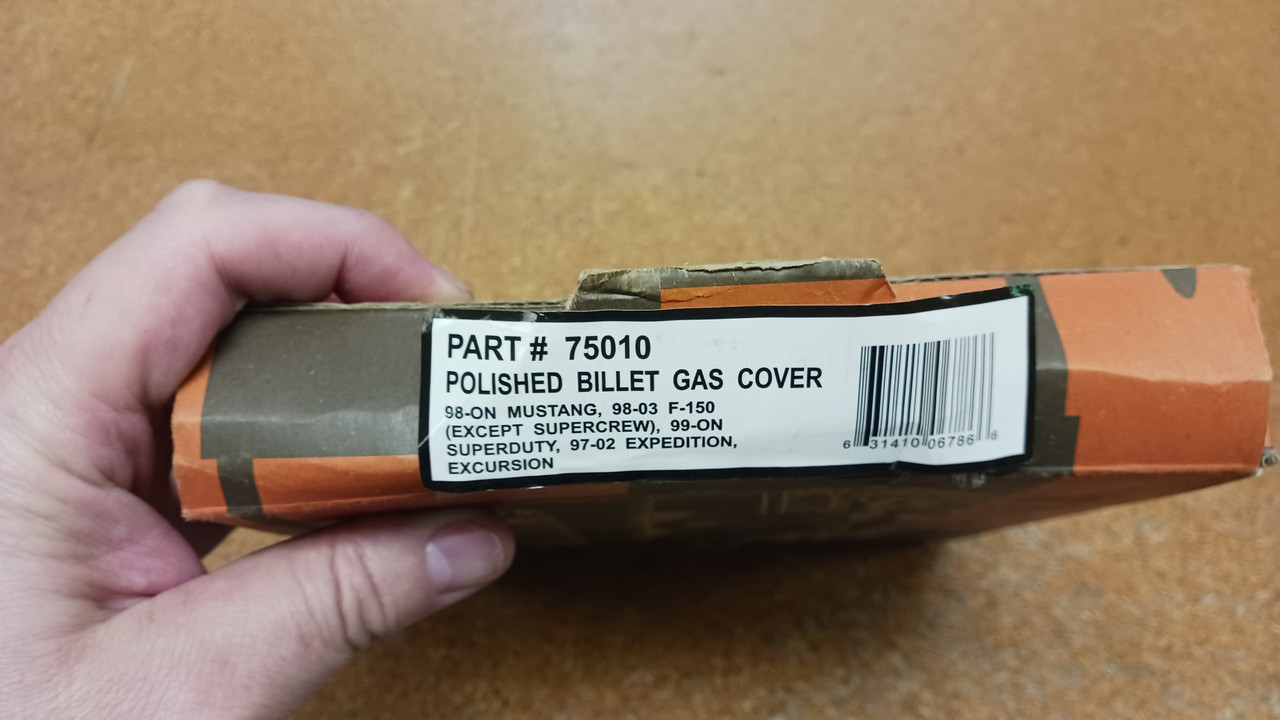 PART # 75010
POLISHED BILLET GAS COVER
98-ON MUSTANG, 98-03 F-150
(EXCEPT SUPERCREW), 99-ON
SUPERDUTY, 97-02 EXPEDITION,
EXCURSION
6 31410 06786 6